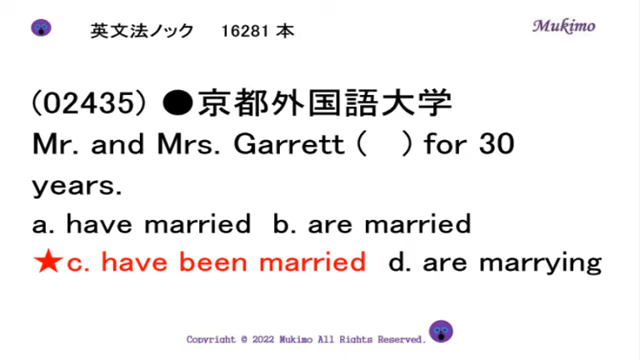 英文法ノック　16281 本
Mukimo
(02435) ●京都外国語大学
Mr. and Mrs. Garrett (　) for 30
years.
a. have married  b. are married
★c. have been married  d. are marrying
Copyright @ 2022 Mukimo All Rights Reserved.